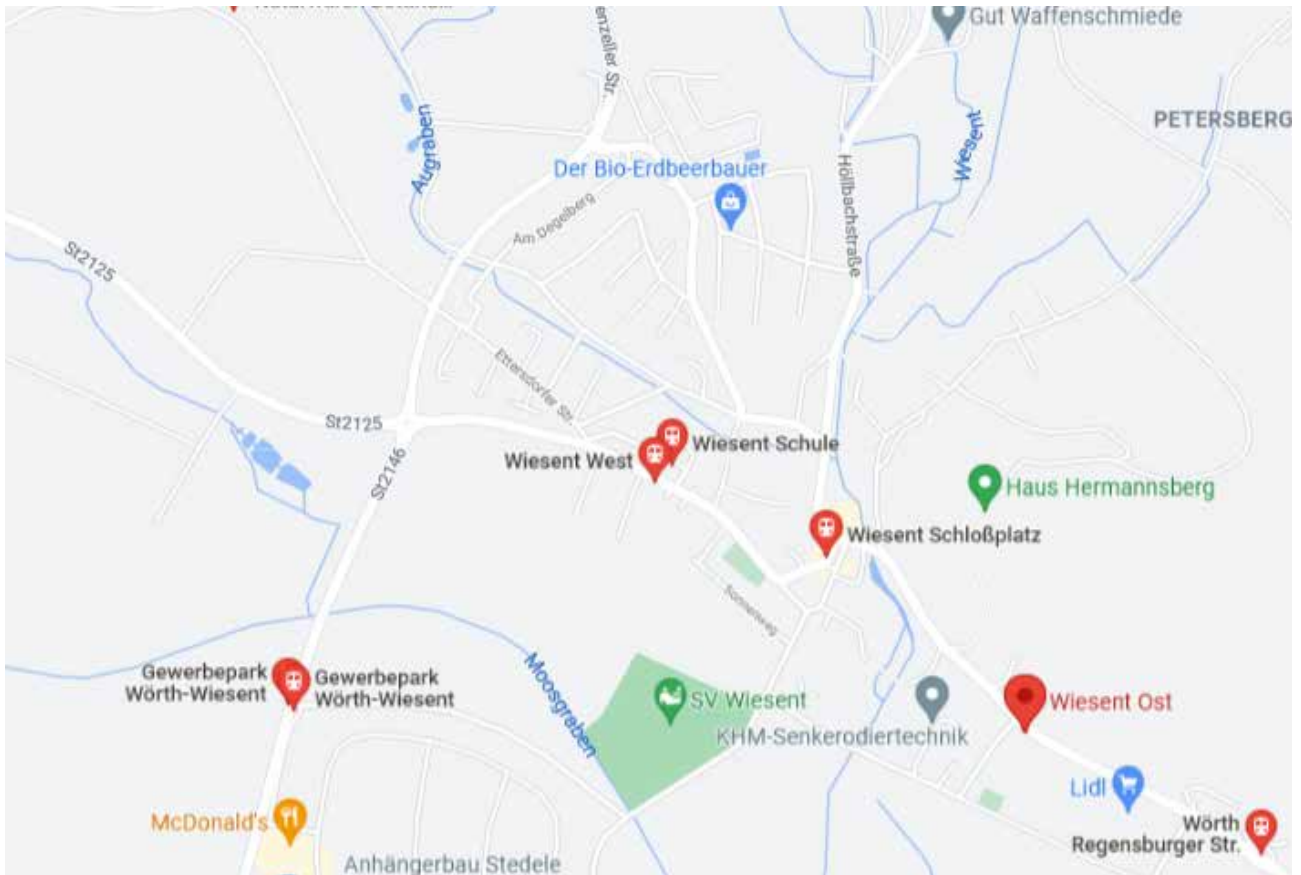 Gut Waffenschmiede
enzeller Str.
Augraben
Wiesent
PETERSBERG
Der Bio-Erdbeerbauer
Höllbachstraße
Am Degelberg
St2125
Ettersdorfer Str.
St2125
St2146
Wiesent Schule
Wiesent West
Haus Hermannsberg
Wiesent Schloßplatz
Sonnenweg
Gewerbepark
Wörth-Wiesent
Gewerbepark
Wörth-Wiesent
Moosgraben
SV Wiesent
Wiesent Ost
KHM-Senkerodiertechnik
Lidl
McDonald's
Wörth
Regensburger Str.
Anhängerbau Stedele